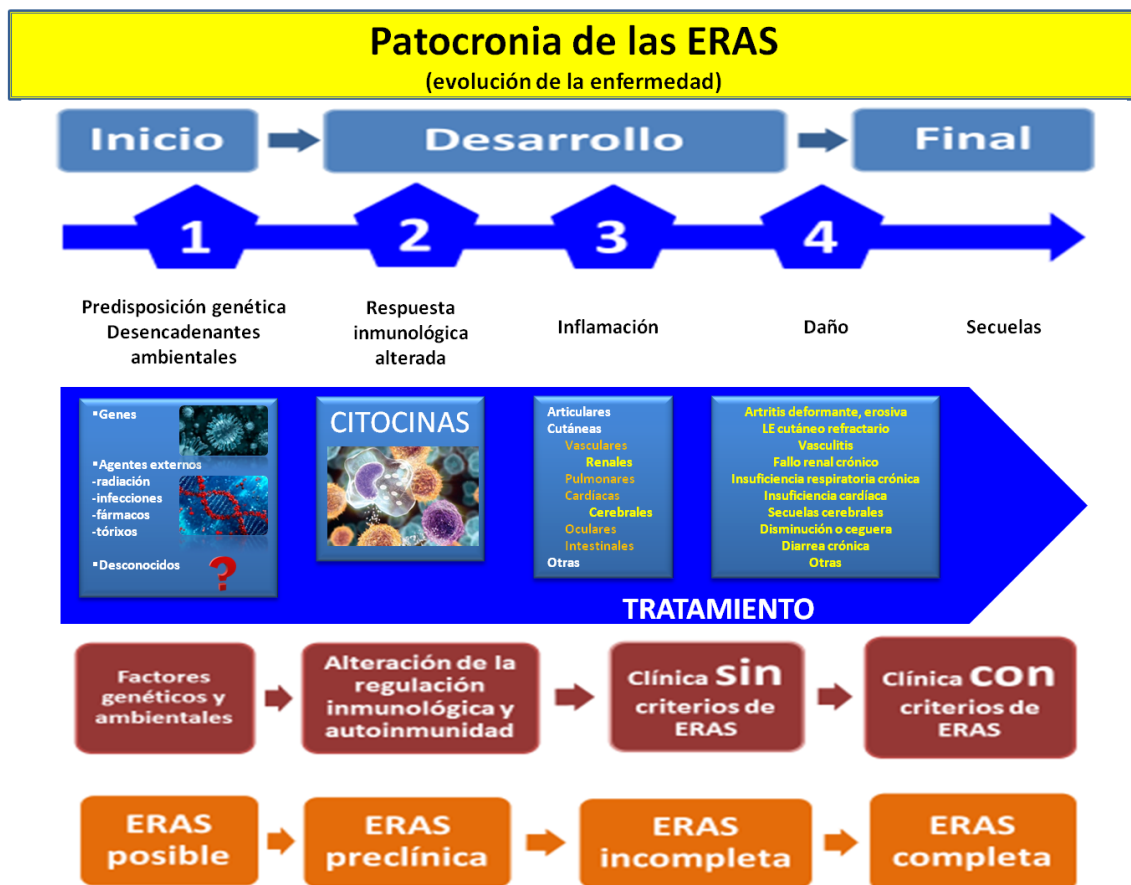 Patocronia de las ERAS
(evolución de la enfermedad)
Inicio
Desarrollo
Final
1
2
3
4
Predisposición genética
Desencadenantes
ambientales
Respuesta
inmunológica
alterada
Inflamación
Daño
Secuelas
▪Genes
▪Agentes externos
-radiación
-infecciones
-fármacos
-tórixos
▪Desconocidos
?
CITOCINAS
Articulares
Cutáneas
Vasculares
Renales
Pulmonares
Cardíacas
Cerebrales
Oculares
Intestinales
Otras
Artritis deformante, erosiva
LE cutáneo refractario
Vasculitis
Fallo renal crónico
Insuficiencia respiratoria crónica
Insuficiencia cardíaca
Secuelas cerebrales
Disminución o ceguera
Diarrea crónica
Otras
TRATAMIENTO
Factores
genéticos y
ambientales
Alteración de la
regulación
inmunológica y
autoinmunidad
Clínica sin
criterios de
ERAS
Clínica con
criterios de
ERAS
ERAS
posible
ERAS
preclínica
ERAS
incompleta
ERAS
completa